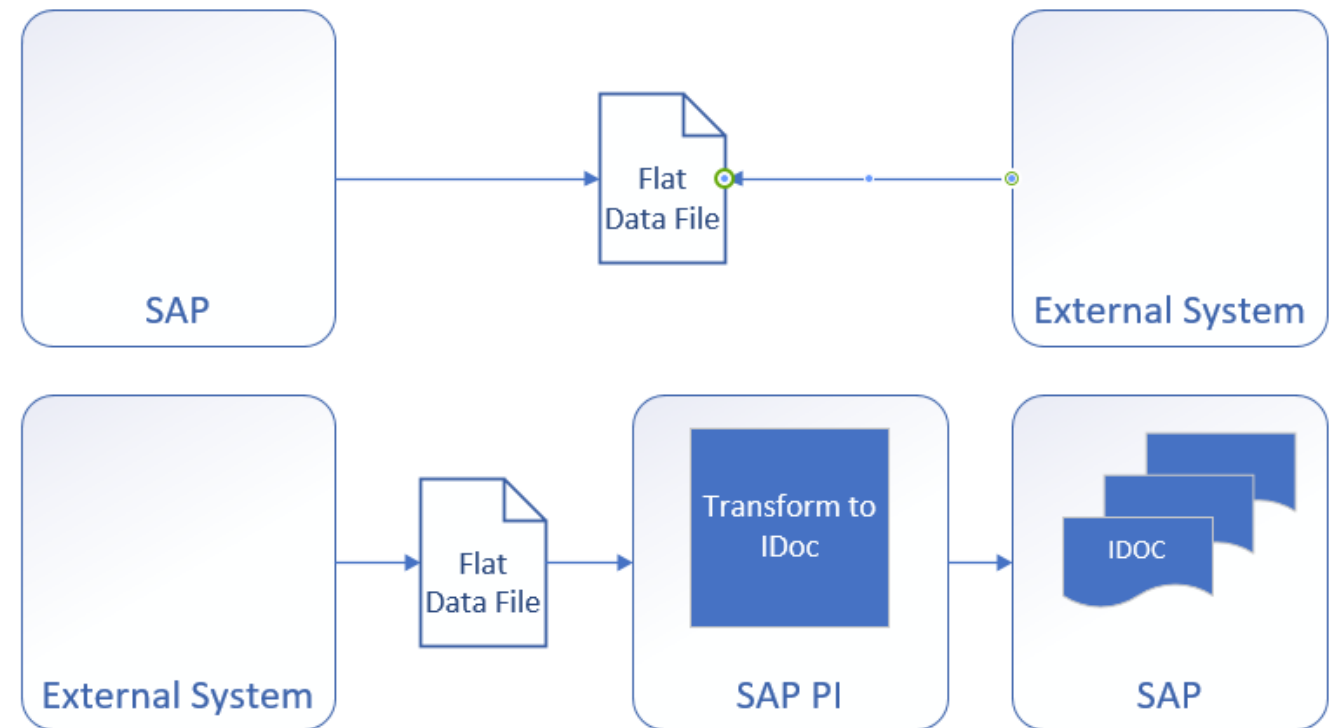 Flat
Data File
SAP
External System
Transform to
IDoc
IDOC
Flat
Data File
External System
SAP PI
SAP